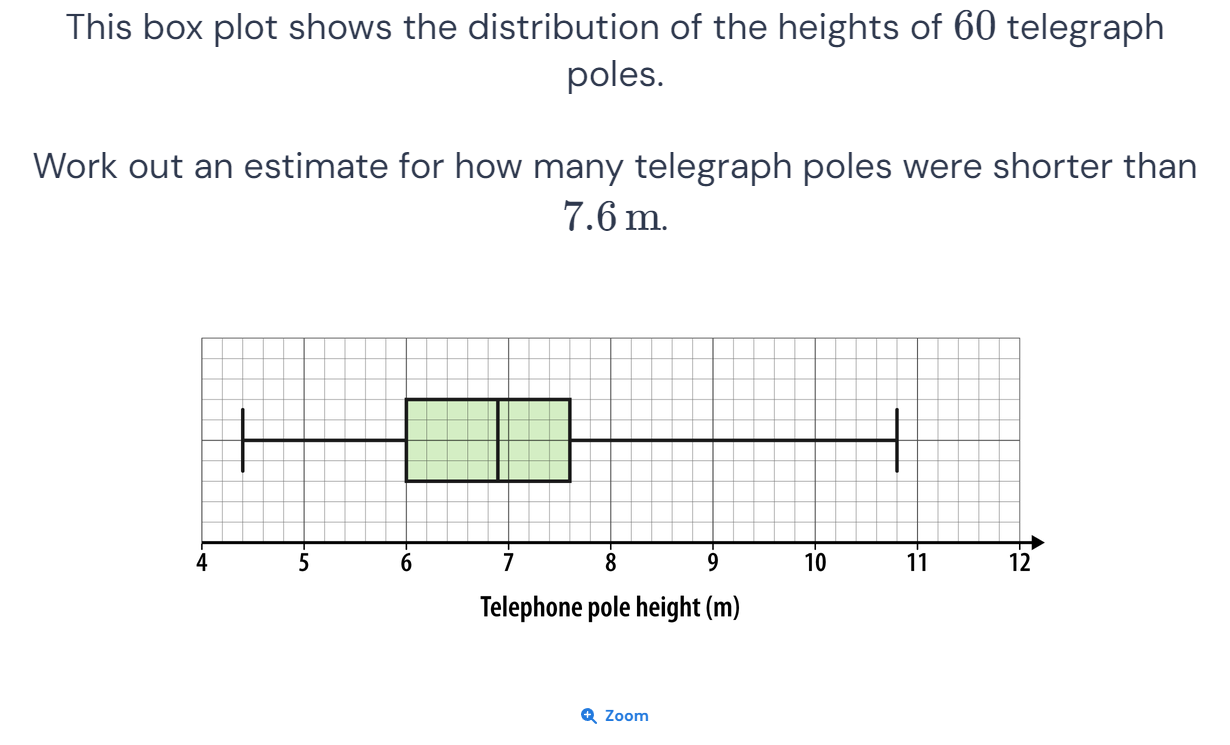 This box plot shows the distribution of the heights of 60 telegraph
poles.
Work out an estimate for how many telegraph poles were shorter than
7.6 m.
4 5 6 7 8 9 10 11 12
Telephone pole height (m)
Zoom